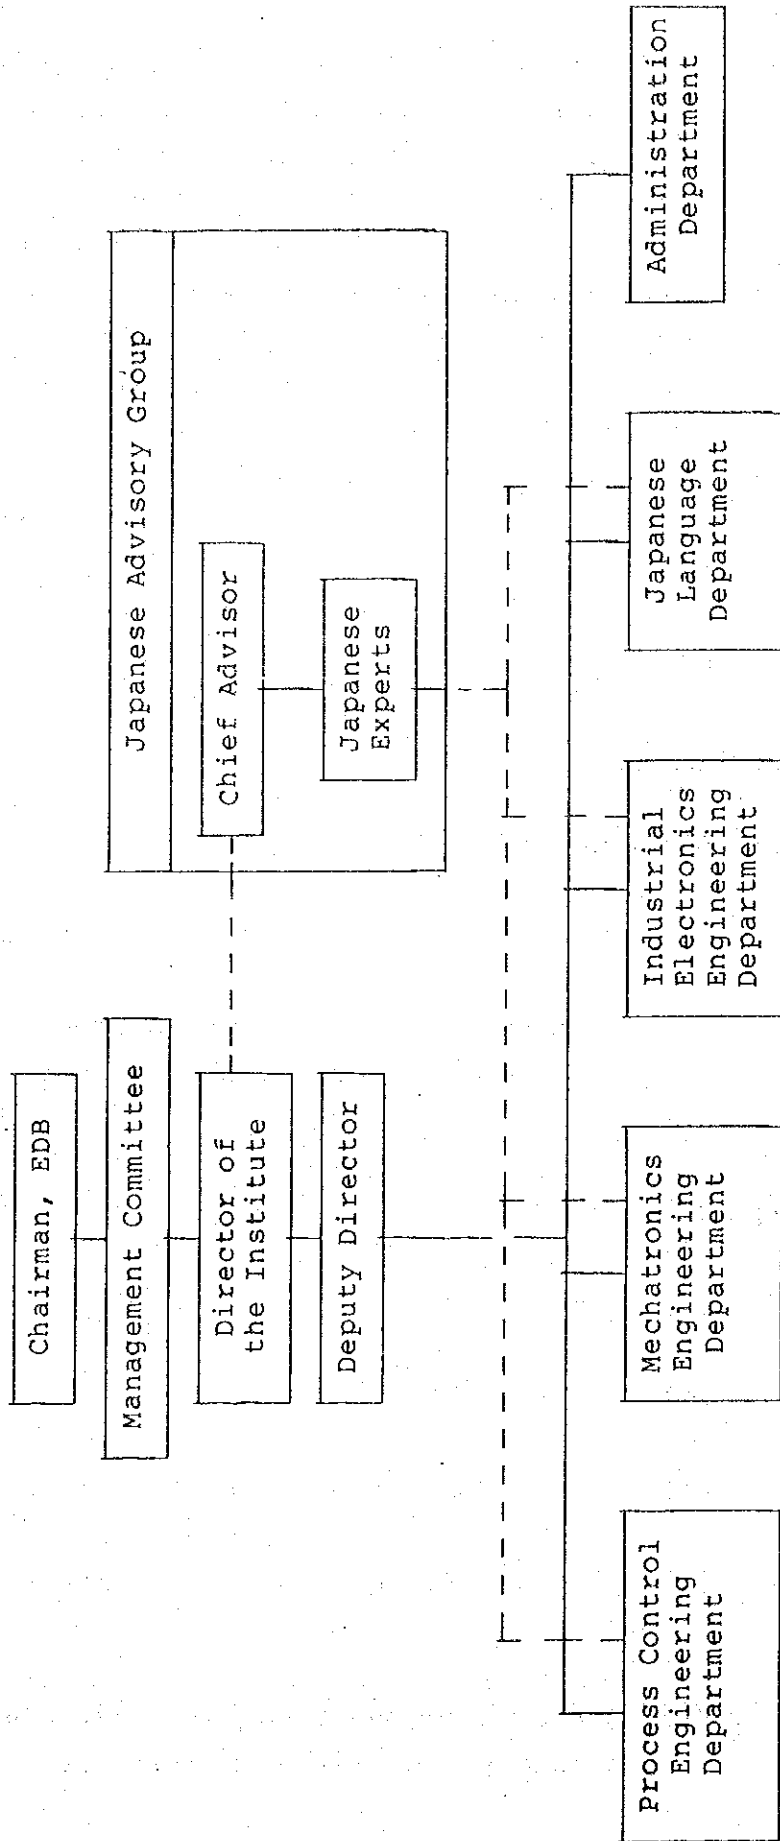 Chairman, EDB
Management Committee
Director of
the Institute
Deputy Director
Japanese Advisory Group
Chief Advisor
Japanese
Experts
Process Control
Engineering
Department
Mechatronics
Engineering
Department
Industrial
Electronics
Engineering
Department
Japanese
Language
Department
Administration
Department